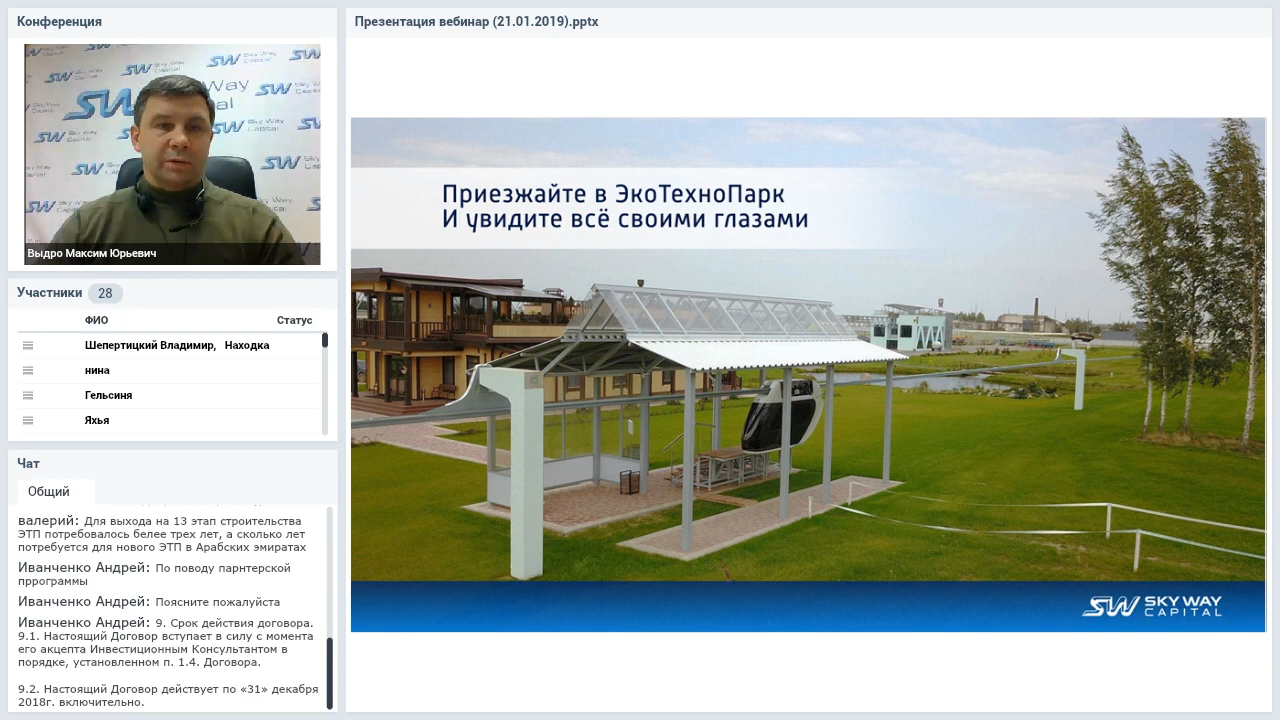 Конференция
SW
Sky Way
Capital
Выдро Максим Юрьевич
Участники 28
ФИО Статус
Шепертицкий Владимир, Находка
нина
Гельсиня
Яхья
Чат
Общий
валерий: Для выхода на 13 этап строительства
ЭТП потребовалось более трех лет, а сколько лет
потребуется для нового ЭТП в Арабских эмиратах
Иванченко Андрей: По поводу парнтерской
пррограммы
Иванченко Андрей: Поясните пожалуйста
Иванченко Андрей: 9. Срок действия договора.
9.1. Настоящий Договор вступает в силу с момента
его акцепта Инвестиционным Консультантом в
порядке, установленном п. 1.4. Договора.
9.2. Настоящий Договор действует по «31» декабря
2018г. включительно.
Презентация вебинар (21.01.2019).pptx
Приезжайте в ЭкоТехноПарк
И увидите всё своими глазами
SW SKY WAY
CAPITAL